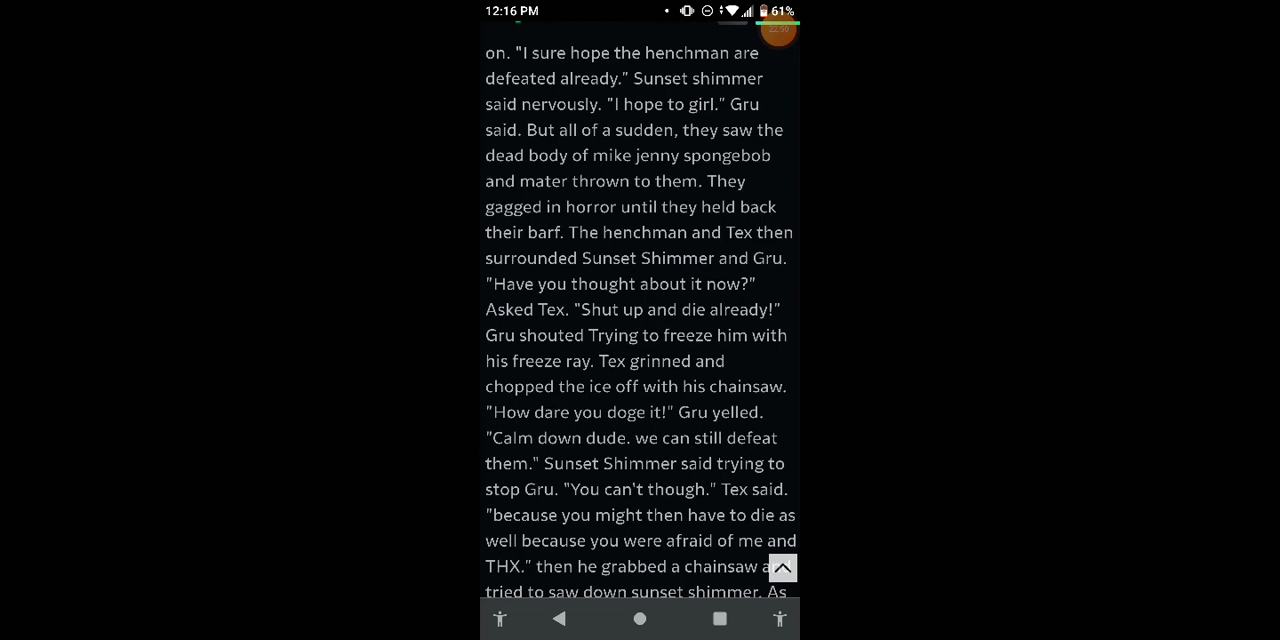 12:16 PM
61%
22:50
on. "I sure hope the henchman are
defeated already." Sunset shimmer
said nervously. "I hope to girl." Gru
said. But all of a sudden, they saw the
dead body of mike jenny spongebob
and mater thrown to them. They
gagged in horror until they held back
their barf. The henchman and Tex then
surrounded Sunset Shimmer and Gru.
"Have you thought about it now?"
Asked Tex. "Shut up and die already!"
Gru shouted Trying to freeze him with
his freeze ray. Tex grinned and
chopped the ice off with his chainsaw.
"How dare you doge it!" Gru yelled.
"Calm down dude. we can still defeat
them." Sunset Shimmer said trying to
stop Gru. "You can't though." Tex said.
"because you might then have to die as
well because you were afraid of me and
THX." then he grabbed a chainsaw and
tried to saw down sunset shimmer. As